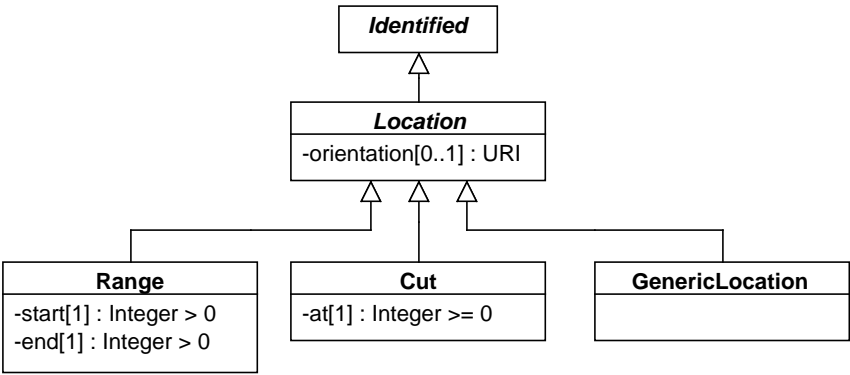 Identified
Location
-orientation[0..1] : URI
Range
-start[1] : Integer > 0
-end[1] : Integer > 0
Cut
-at[1] : Integer >= 0
GenericLocation